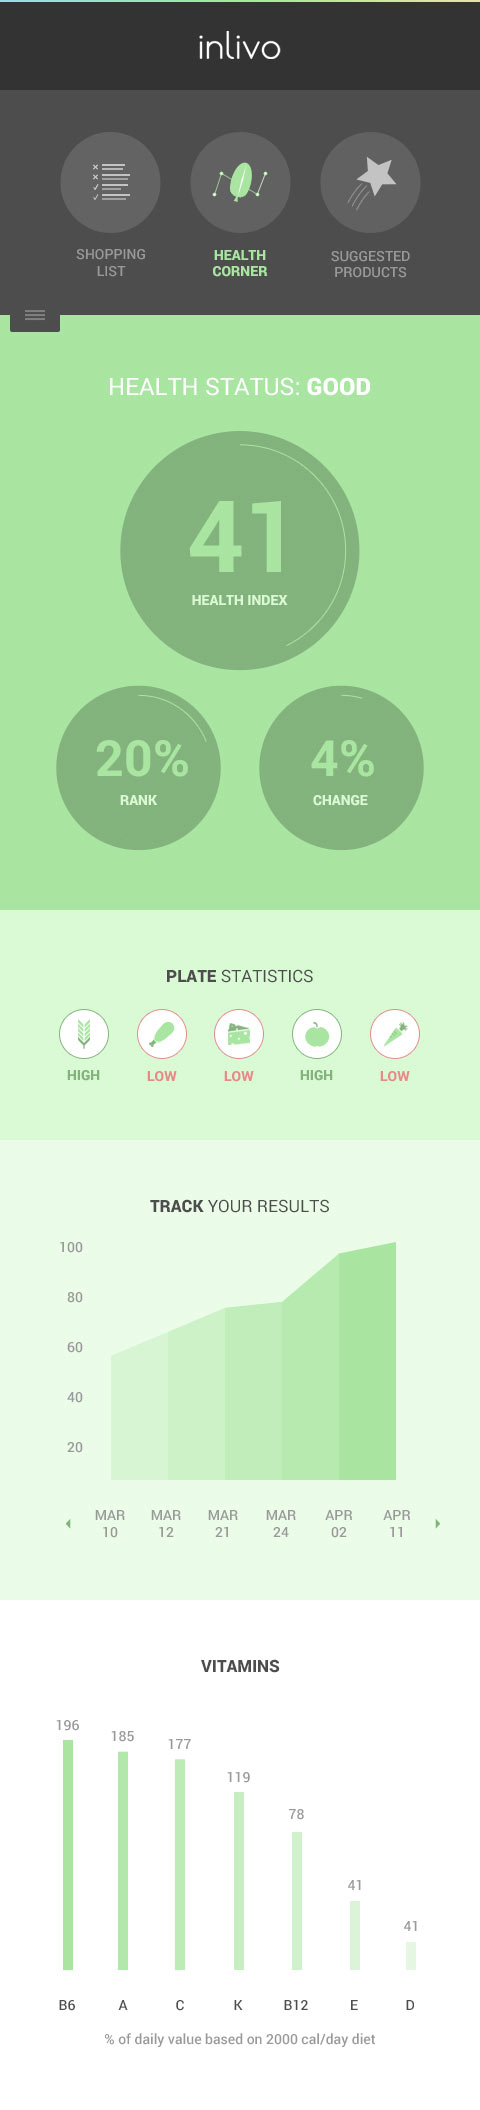 inlivo
SHOPPING
LIST
HEALTH
CORNER
SUGGESTED
PRODUCTS
HEALTH STATUS: GOOD
41
HEALTH INDEX
20%
RANK
4%
CHANGE
PLATE STATISTICS
HIGH
LOW
LOW
HIGH
LOW
TRACK YOUR RESULTS
100
80
60
40
20
MAR
10
MAR
12
MAR
21
MAR
24
APR
02
APR
11
VITAMINS
196
185
177
119
78
41
41
B6
A
C
K
B12
E
D
% of daily value based on 2000 cal/day diet